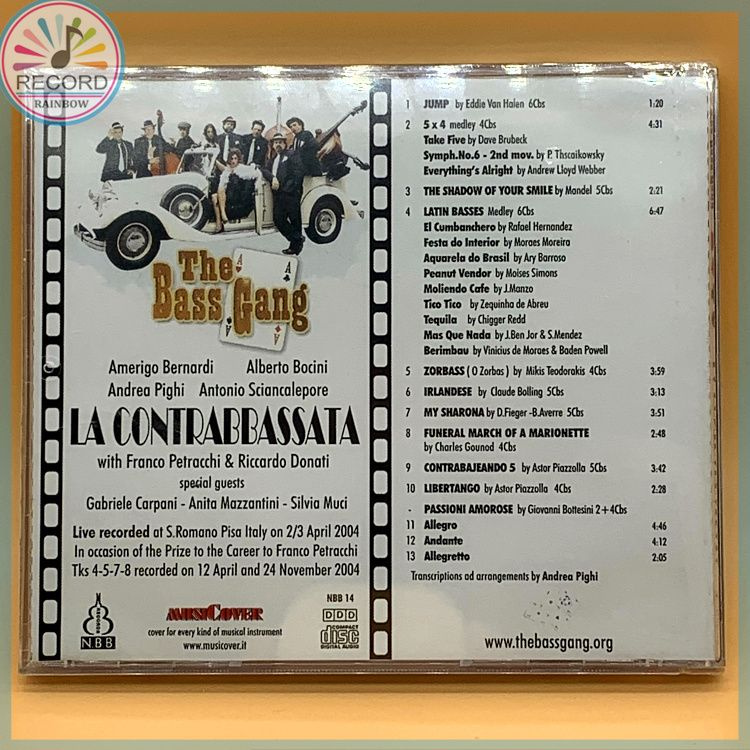 RECORD
RAINBOW
The
Bass Gang
A
A
A
A
Amerigo Bernardi Alberto Bocini
Andrea Pighi Antonio Sciancalepore
LA CONTRABBASSATA
with Franco Petracchi & Riccardo Donati
special guests
Gabriele Carpani - Anita Mazzantini - Silvia Muci
Live recorded at S.Romano Pisa Italy on 2/3 April 2004
In occasion of the Prize to the Career to Franco Petracchi
Tks 4-5-7-8 recorded on 12 April and 24 November 2004
NBB
MUSICOVER
cover for every kind of musical instrument
www.musicover.it
NBB 14
DDD
COMPACT
disc
DIGITAL AUDIO
1 JUMP by Eddie Van Halen 6Cbs 1:20
2 5 x 4 medley 4Cbs 4:31
Take Five by Dave Brubeck
Symph.No.6 - 2nd mov. by P. Thscaikowsky
Everything's Alright by Andrew Lloyd Webber
3 THE SHADOW OF YOUR SMILE by Mandel 5Cbs 2:21
4 LATIN BASSES Medley 6Cbs 6:47
El Cumbanchero by Rafael Hernandez
Festa do Interior by Moraes Moreira
Aquarela do Brasil by Ary Barroso
Peanut Vendor by Moises Simons
Moliendo Cafe by J.Manzo
Tico Tico by Zequinha de Abreu
Tequila by Chigger Redd
Mas Que Nada by J.Ben Jor & S.Mendez
Berimbau by Vinicius de Moraes & Baden Powell
5 ZORBASS ( O Zorbas ) by Mikis Teodorakis 4Cbs 3:59
6 IRLANDESE by Claude Bolling 5Cbs 3:13
7 MY SHARONA by D.Fieger -B.Averre 5Cbs 3:51
8 FUNERAL MARCH OF A MARIONETTE 2:48
by Charles Gounod 4Cbs
9 CONTRABAJEANDO 5 by Astor Piazzolla 5Cbs 3:42
10 LIBERTANGO by Astor Piazzolla 4Cbs 2:28
- PASSIONI AMOROSE by Giovanni Bottesini 2+4Cbs
11 Allegro 4:46
12 Andante 4:12
13 Allegretto 2:05
Transcriptions ad arrangements by Andrea Pighi
www.thebassgang.org